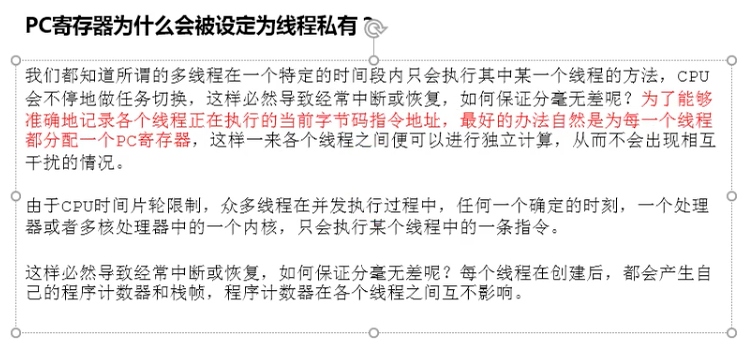 PC寄存器为什么会被设定为线程私有？
我们都知道所谓的多线程在一个特定的时间段内只会执行其中某一个线程的方法，CPU
会不停地做任务切换，这样必然导致经常中断或恢复，如何保证分毫无差呢？为了能够
准确地记录各个线程正在执行的当前字节码指令地址，最好的办法自然是为每一个线程
都分配一个PC寄存器，这样一来各个线程之间便可以进行独立计算，从而不会出现相互
干扰的情况。
由于CPU时间片轮限制，众多线程在并发执行过程中，任何一个确定的时刻，一个处理
器或者多核处理器中的一个内核，只会执行某个线程中的一条指令。
这样必然导致经常中断或恢复，如何保证分毫无差呢？每个线程在创建后，都会产生自
己的程序计数器和栈帧，程序计数器在各个线程之间互不影响。